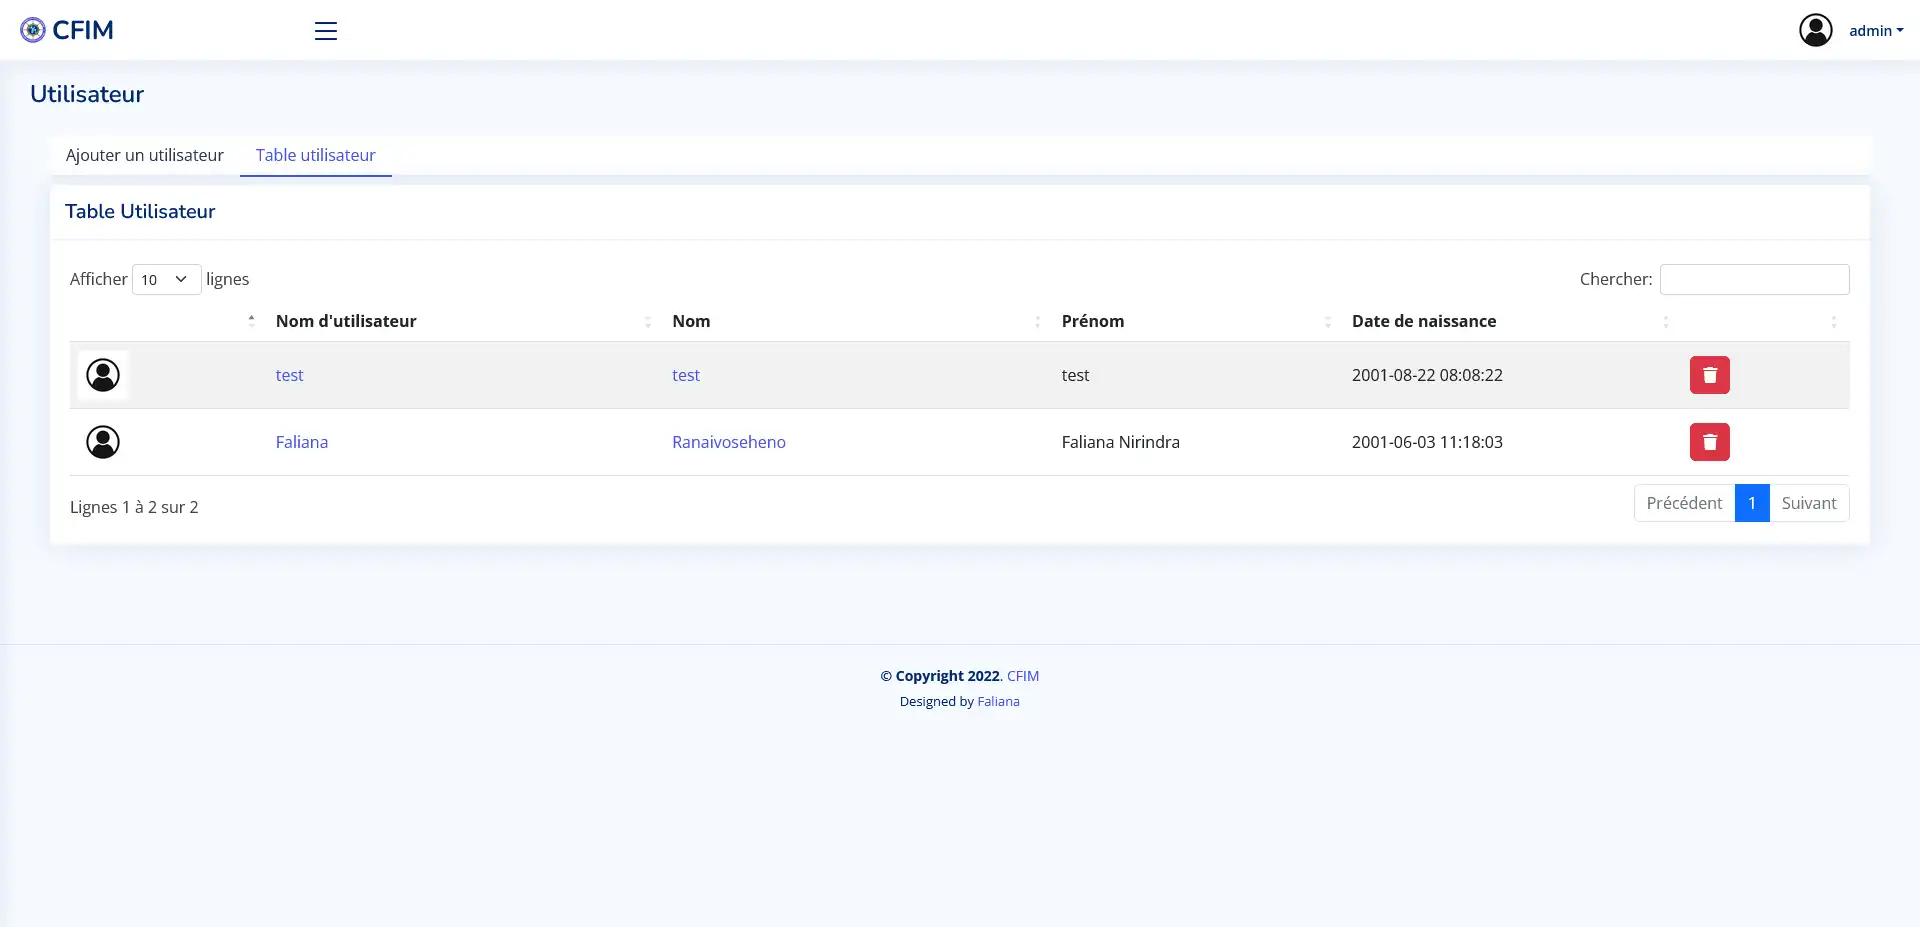 CFIM
admin
Utilisateur
Ajouter un utilisateur Table utilisateur
Table Utilisateur
Afficher 10 lignes Chercher:
Nom d'utilisateur Nom Prénom Date de naissance
test test test 2001-08-22 08:08:22
Faliana Ranaivoseheno Faliana Nirindra 2001-06-03 11:18:03
Lignes 1 à 2 sur 2 Précédent 1 Suivant
© Copyright 2022. CFIM
Designed by Faliana